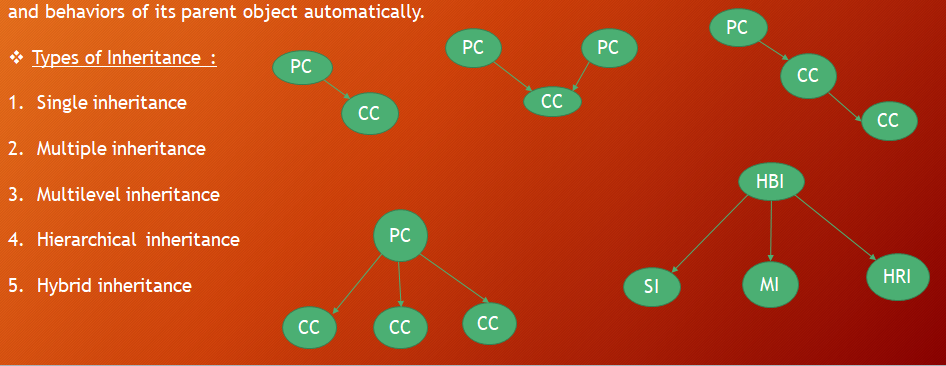 and behaviors of its parent object automatically.
❖ Types of Inheritance :
1. Single inheritance
2. Multiple inheritance
3. Multilevel inheritance
4. Hierarchical inheritance
5. Hybrid inheritance
PC
CC
PC PC
CC
PC
CC
CC
PC
CC CC CC
HBI
SI MI HRI